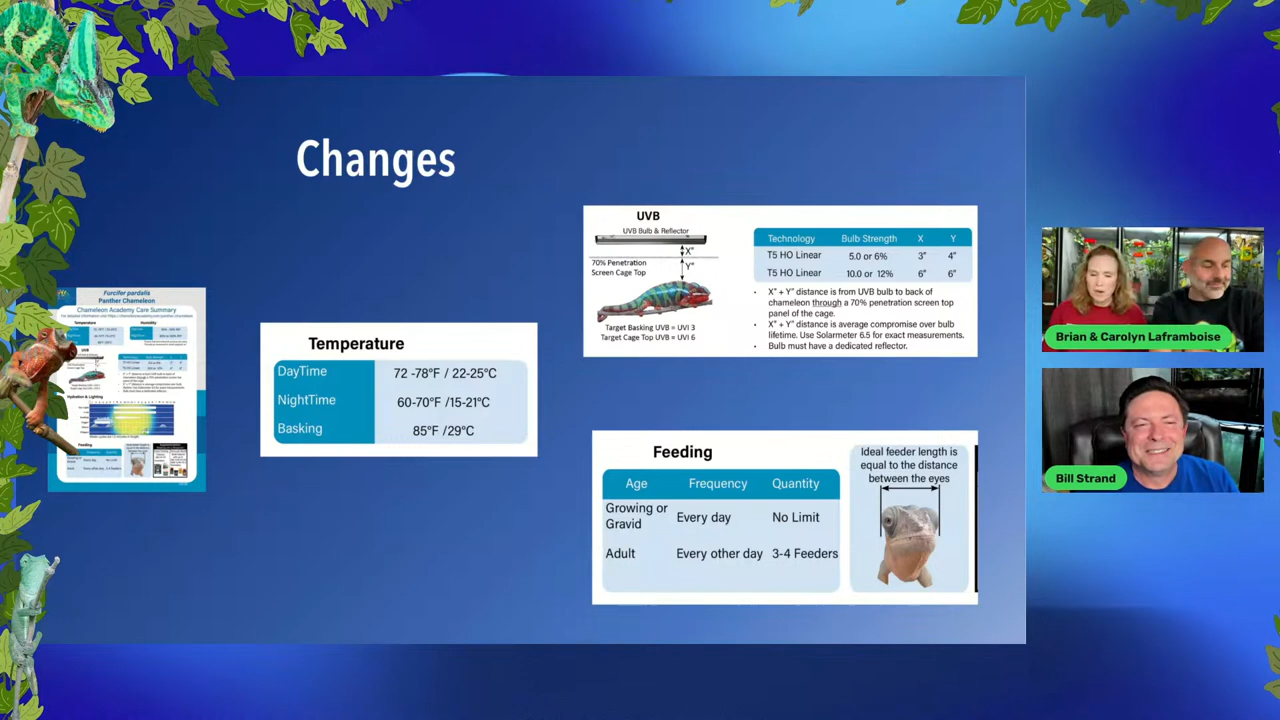 Changes
Furcifer pardalis
Panther Chameleon
Chameleon Academy Care Summary
Temperature
Humidity
UVB
Hydration & Lighting
Feeding
Temperature
DayTime 72 -78°F / 22-25°C
NightTime 60-70°F /15-21°C
Basking 85°F /29°C
UVB
UVB Bulb & Reflector
X"
70% Penetration
Screen Cage Top
Y"
Target Basking UVB = UVI 3
Target Cage Top UVB = UVI 6
Technology Bulb Strength X Y
T5 HO Linear 5.0 or 6% 3" 4"
T5 HO Linear 10.0 or 12% 6" 6"
• X" + Y" distance is from UVB bulb to back of
chameleon through a 70% penetration screen top
panel of the cage.
• X" + Y" distance is average compromise over bulb
lifetime. Use Solarmeter 6.5 for exact measurements.
• Bulb must have a dedicated reflector.
Feeding
Age Frequency Quantity
Growing or
Gravid Every day No Limit
Adult Every other day 3-4 Feeders
Ideal feeder length is
equal to the distance
between the eyes
Brian & Carolyn Laframboise
Bill Strand